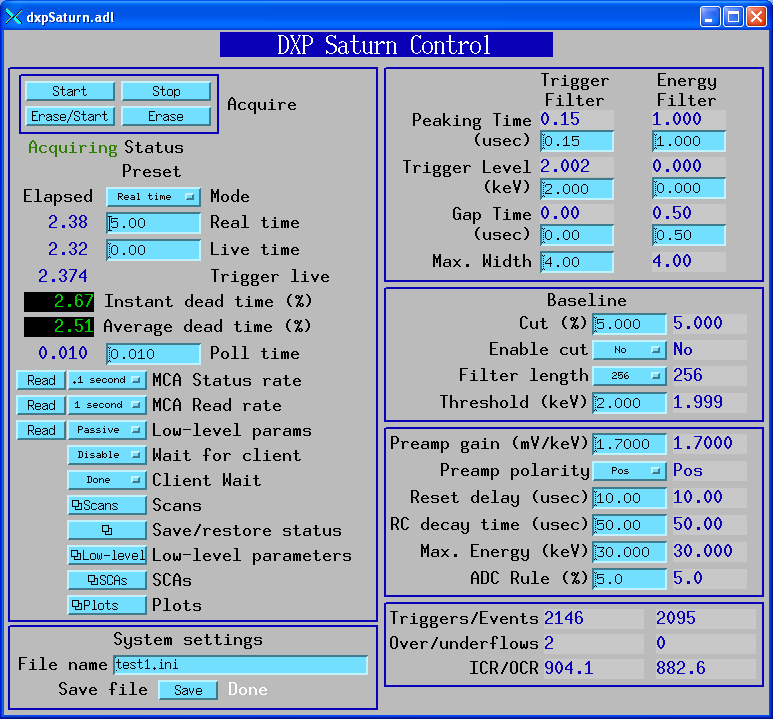 dxpSaturn.adl
DXP Saturn Control
Start Stop
Erase/Start Erase
Acquire
Acquiring Status
Preset
Elapsed Real time Mode
2.38 5.00 Real time
2.32 0.00 Live time
2.374 Trigger live
2.67 Instant dead time (%)
2.51 Average dead time (%)
0.010 0.010 Poll time
Read .1 second MCA Status rate
Read 1 second MCA Read rate
Read Passive Low-level params
Disable Wait for client
Done Client Wait
Scans Scans
Save/restore status
Low-level Low-level parameters
SCAs SCAs
Plots Plots
System settings
File name test1.ini
Save file Save Done
Trigger Energy
Filter Filter
Peaking Time 0.15 1.000
(usec) 0.15 1.000
Trigger Level 2.002 0.000
(keV) 2.000 0.000
Gap Time 0.00 0.50
(usec) 0.00 0.50
Max. Width 4.00 4.00
Baseline
Cut (%) 5.000 5.000
Enable cut No No
Filter length 256 256
Threshold (keV) 2.000 1.999
Preamp gain (mV/keV) 1.7000 1.7000
Preamp polarity Pos Pos
Reset delay (usec) 10.00 10.00
RC decay time (usec) 50.00 50.00
Max. Energy (keV) 30.000 30.000
ADC Rule (%) 5.0 5.0
Triggers/Events 2146 2095
Over/underflows 2 0
ICR/OCR 904.1 882.6